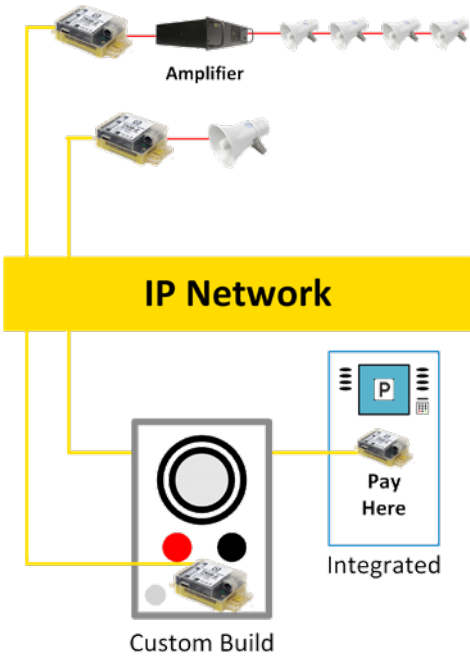 Amplifier
IP Network
P
Pay
Here
Integrated
Custom Build